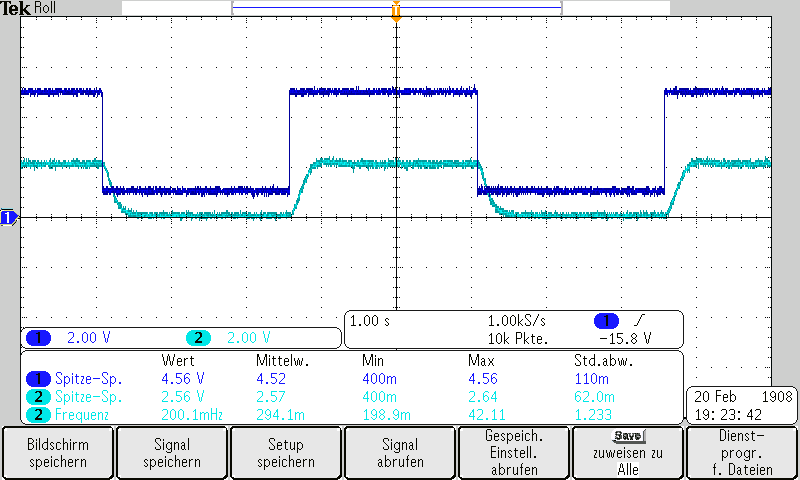 Tek Roll
T
1
1 2.00 V 2 2.00 V
1.00 s 1.00kS/s 1
10k Pkte. −15.8 V
Wert Mittelw. Min Max Std.abw.
1 Spitze-Sp. 4.56 V 4.52 400m 4.56 110m
2 Spitze-Sp. 2.56 V 2.57 400m 2.64 62.0m
2 Frequenz 200.1mHz 294.1m 198.9m 42.11 1.233
20 Feb 1908
19:23:42
Bildschirm
speichern
Signal
speichern
Setup
speichern
Signal
abrufen
Gespeich.
Einstell.
abrufen
Save
zuweisen zu
Alle
Dienst-
progr.
f. Dateien